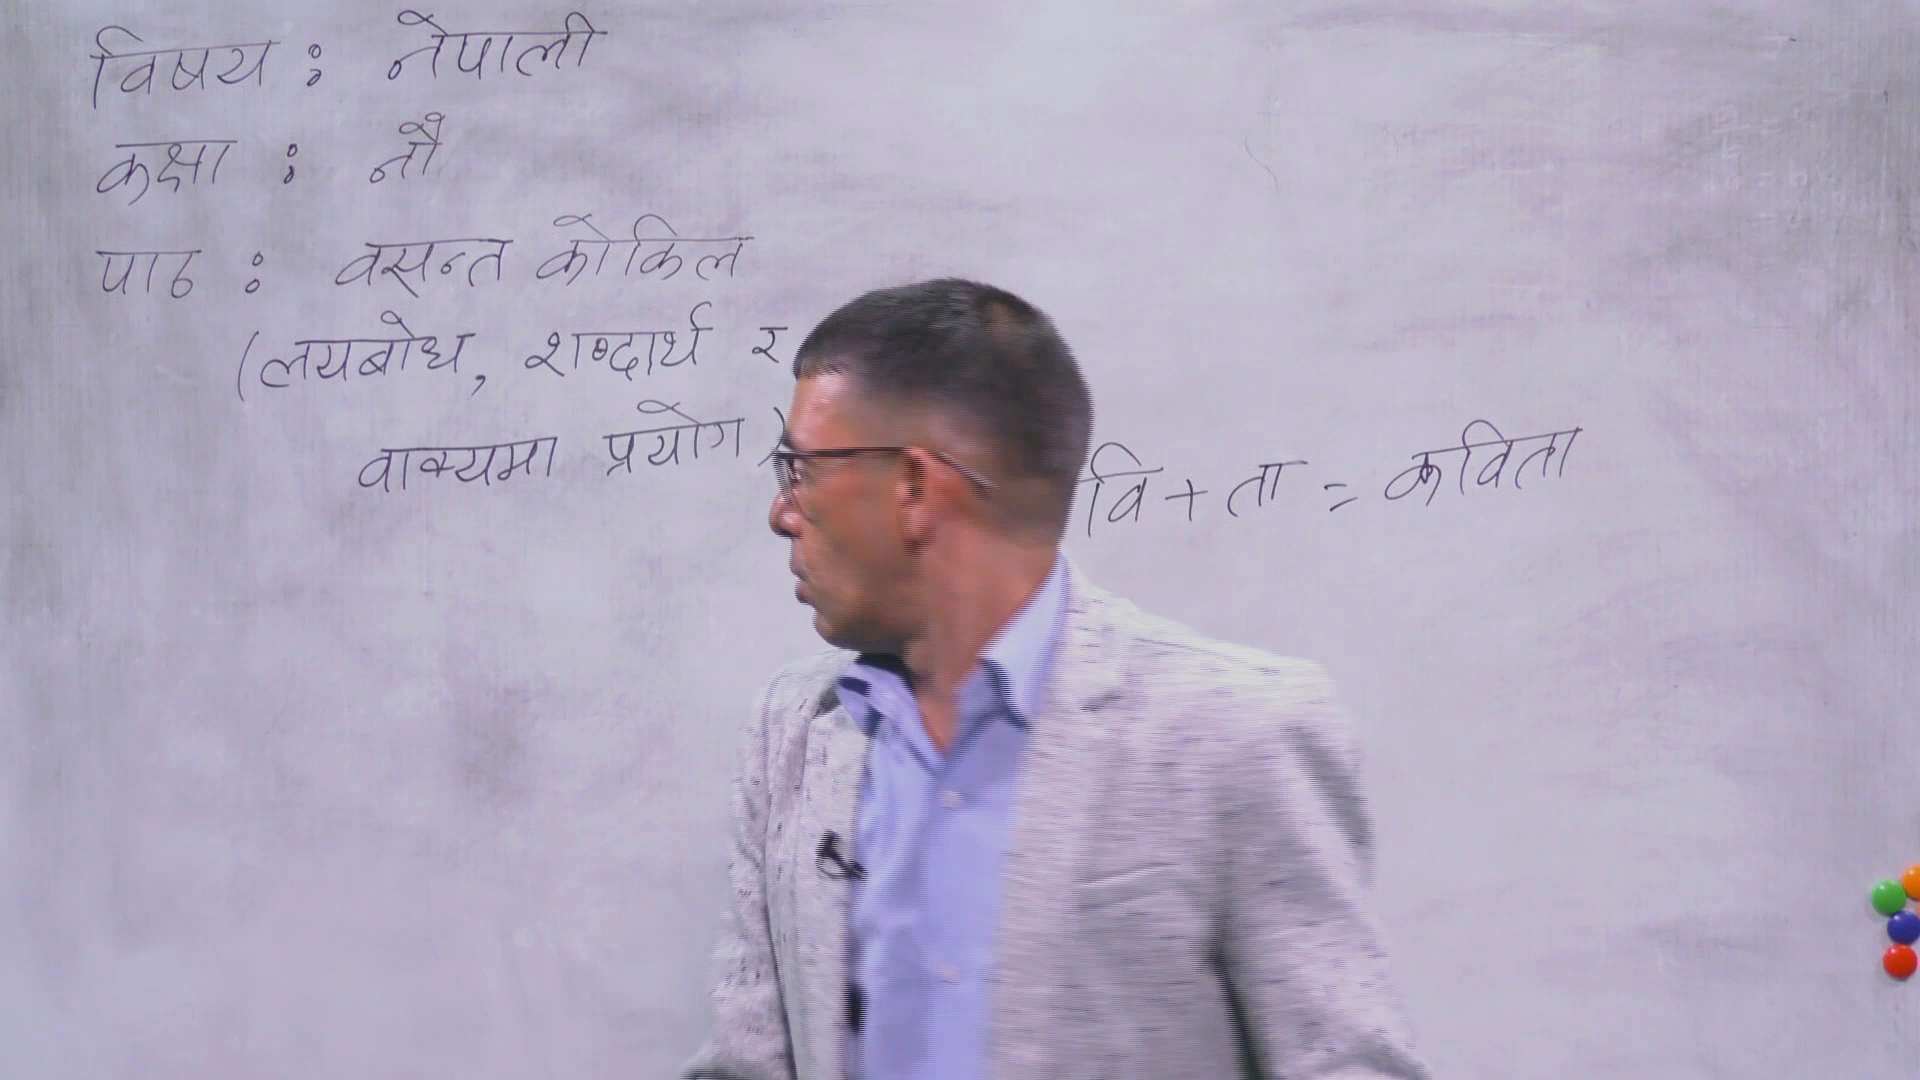 विषय : नेपाली
कक्षा : नौ
पाठ : वसन्त कोकिल
(लयबोध, शब्दार्थ र
वाक्यमा प्रयोग)
वि + ता = कविता